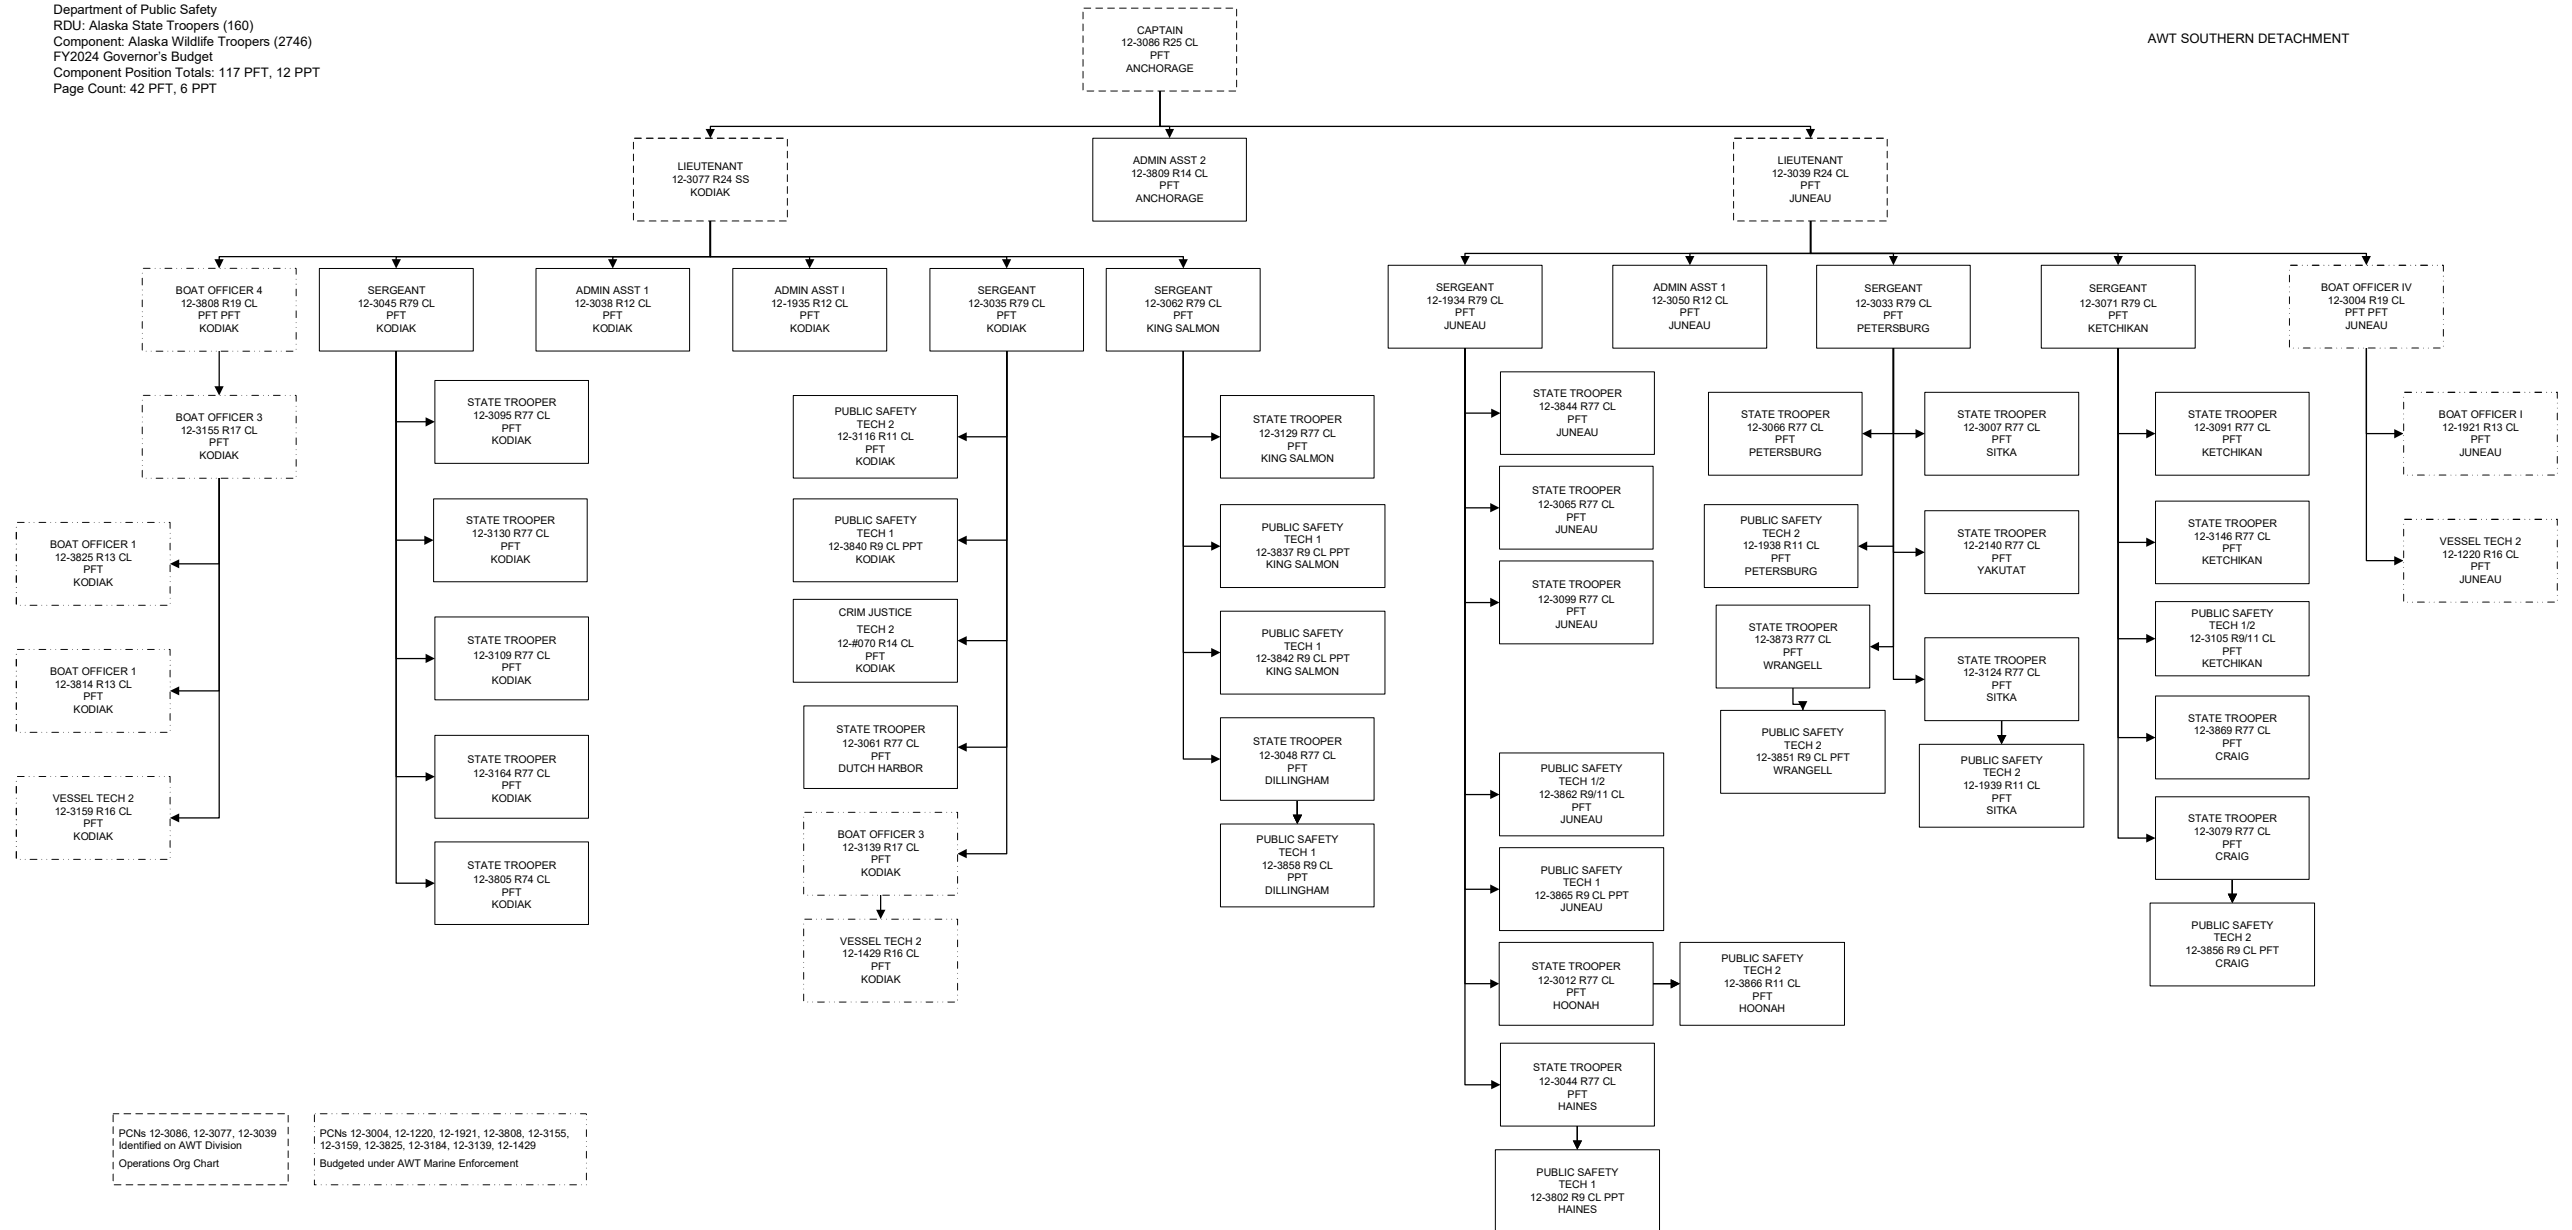 Department of Public Safety
RDU: Alaska State Troopers (160)
Component: Alaska Wildlife Troopers (2746)
FY2024 Governor's Budget
Component Position Totals: 117 PFT, 12 PPT
Page Count: 42 PFT, 6 PPT
AWT SOUTHERN DETACHMENT
CAPTAIN
12-3086 R25 CL
PFT
ANCHORAGE
LIEUTENANT
12-3077 R24 SS
KODIAK
ADMIN ASST 2
12-3809 R14 CL
PFT
ANCHORAGE
LIEUTENANT
12-3039 R24 CL
PFT
JUNEAU
BOAT OFFICER 4
12-3808 R19 CL
PFT PFT
KODIAK
SERGEANT
12-3045 R79 CL
PFT
KODIAK
ADMIN ASST 1
12-3038 R12 CL
PFT
KODIAK
ADMIN ASST I
12-1935 R12 CL
PFT
KODIAK
SERGEANT
12-3035 R79 CL
PFT
KODIAK
SERGEANT
12-3062 R79 CL
PFT
KING SALMON
SERGEANT
12-1934 R79 CL
PFT
JUNEAU
ADMIN ASST 1
12-3050 R12 CL
PFT
JUNEAU
SERGEANT
12-3033 R79 CL
PFT
PETERSBURG
SERGEANT
12-3071 R79 CL
PFT
KETCHIKAN
BOAT OFFICER IV
12-3004 R19 CL
PFT PFT
JUNEAU
BOAT OFFICER 3
12-3155 R17 CL
PFT
KODIAK
BOAT OFFICER 1
12-3825 R13 CL
PFT
KODIAK
BOAT OFFICER 1
12-3814 R13 CL
PFT
KODIAK
VESSEL TECH 2
12-3159 R16 CL
PFT
KODIAK
STATE TROOPER
12-3095 R77 CL
PFT
KODIAK
STATE TROOPER
12-3130 R77 CL
PFT
KODIAK
STATE TROOPER
12-3109 R77 CL
PFT
KODIAK
STATE TROOPER
12-3164 R77 CL
PFT
KODIAK
STATE TROOPER
12-3805 R74 CL
PFT
KODIAK
PUBLIC SAFETY
TECH 2
12-3116 R11 CL
PFT
KODIAK
PUBLIC SAFETY
TECH 1
12-3840 R9 CL PPT
KODIAK
CRIM JUSTICE
TECH 2
12-#070 R14 CL
PFT
KODIAK
STATE TROOPER
12-3061 R77 CL
PFT
DUTCH HARBOR
BOAT OFFICER 3
12-3139 R17 CL
PFT
KODIAK
VESSEL TECH 2
12-1429 R16 CL
PFT
KODIAK
STATE TROOPER
12-3129 R77 CL
PFT
KING SALMON
PUBLIC SAFETY
TECH 1
12-3837 R9 CL PPT
KING SALMON
PUBLIC SAFETY
TECH 1
12-3842 R9 CL PPT
KING SALMON
STATE TROOPER
12-3048 R77 CL
PFT
DILLINGHAM
PUBLIC SAFETY
TECH 1
12-3858 R9 CL
PPT
DILLINGHAM
STATE TROOPER
12-3844 R77 CL
PFT
JUNEAU
STATE TROOPER
12-3065 R77 CL
PFT
JUNEAU
STATE TROOPER
12-3099 R77 CL
PFT
JUNEAU
PUBLIC SAFETY
TECH 1/2
12-3862 R9/11 CL
PFT
JUNEAU
PUBLIC SAFETY
TECH 1
12-3865 R9 CL PPT
JUNEAU
STATE TROOPER
12-3012 R77 CL
PFT
HOONAH
PUBLIC SAFETY
TECH 2
12-3866 R11 CL
PFT
HOONAH
STATE TROOPER
12-3044 R77 CL
PFT
HAINES
PUBLIC SAFETY
TECH 1
12-3802 R9 CL PPT
HAINES
STATE TROOPER
12-3066 R77 CL
PFT
PETERSBURG
PUBLIC SAFETY
TECH 2
12-1938 R11 CL
PFT
PETERSBURG
STATE TROOPER
12-3873 R77 CL
PFT
WRANGELL
PUBLIC SAFETY
TECH 2
12-3851 R9 CL PFT
WRANGELL
STATE TROOPER
12-3007 R77 CL
PFT
SITKA
STATE TROOPER
12-2140 R77 CL
PFT
YAKUTAT
STATE TROOPER
12-3124 R77 CL
PFT
SITKA
PUBLIC SAFETY
TECH 2
12-1939 R11 CL
PFT
SITKA
STATE TROOPER
12-3091 R77 CL
PFT
KETCHIKAN
STATE TROOPER
12-3146 R77 CL
PFT
KETCHIKAN
PUBLIC SAFETY
TECH 1/2
12-3105 R9/11 CL
PFT
KETCHIKAN
STATE TROOPER
12-3869 R77 CL
PFT
CRAIG
STATE TROOPER
12-3079 R77 CL
PFT
CRAIG
PUBLIC SAFETY
TECH 2
12-3856 R9 CL PFT
CRAIG
BOAT OFFICER I
12-1921 R13 CL
PFT
JUNEAU
VESSEL TECH 2
12-1220 R16 CL
PFT
JUNEAU
PCNs 12-3086, 12-3077, 12-3039
Identified on AWT Division
Operations Org Chart
PCNs 12-3004, 12-1220, 12-1921, 12-3808, 12-3155,
12-3159, 12-3825, 12-3184, 12-3139, 12-1429
Budgeted under AWT Marine Enforcement